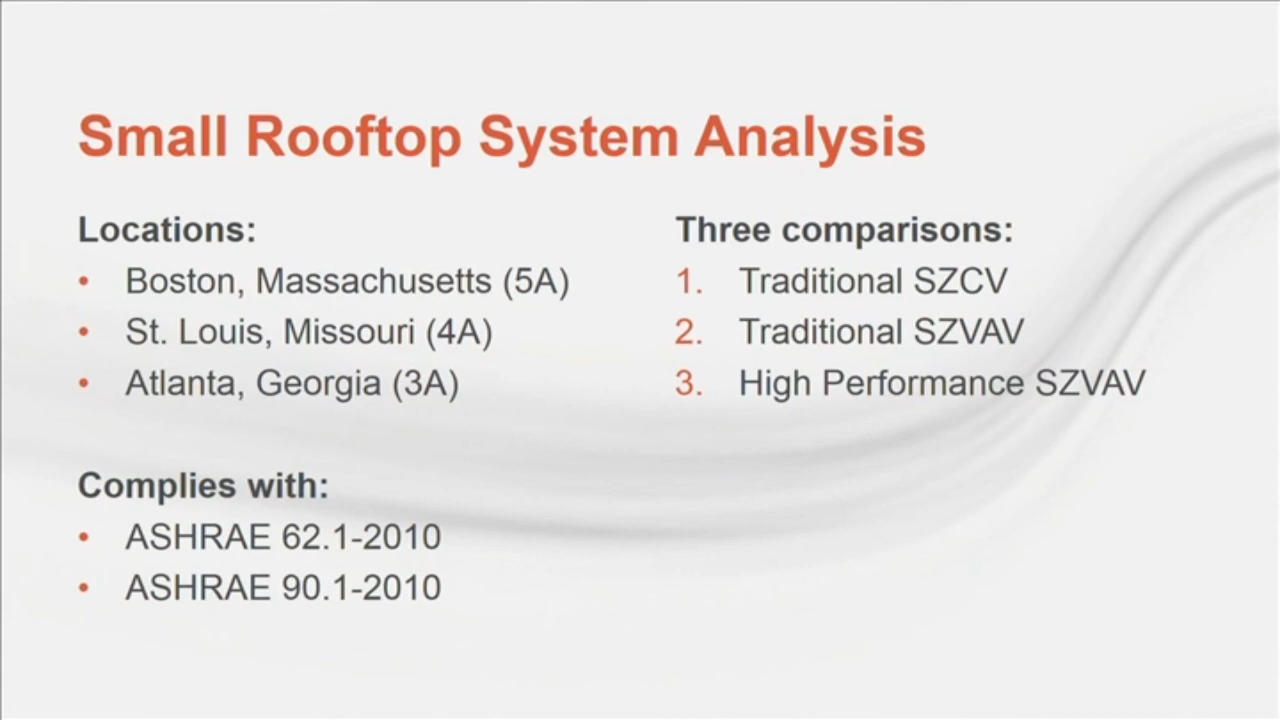 Small Rooftop System Analysis
Locations:
• Boston, Massachusetts (5A)
• St. Louis, Missouri (4A)
• Atlanta, Georgia (3A)
Complies with:
• ASHRAE 62.1-2010
• ASHRAE 90.1-2010
Three comparisons:
1. Traditional SZCV
2. Traditional SZVAV
3. High Performance SZVAV